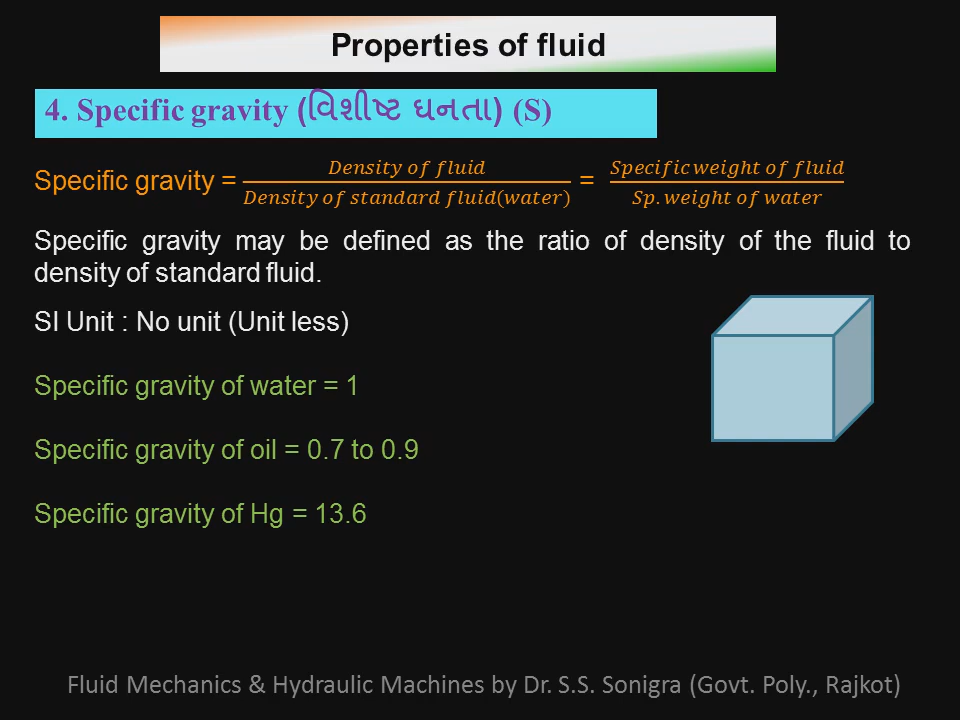 Properties of fluid
4. Specific gravity (વિશીષ્ટ ઘનતા) (S)
Specific gravity = Density of fluid / Density of standard fluid(water) = Specific weight of fluid / Sp. weight of water
Specific gravity may be defined as the ratio of density of the fluid to
density of standard fluid.
SI Unit : No unit (Unit less)
Specific gravity of water = 1
Specific gravity of oil = 0.7 to 0.9
Specific gravity of Hg = 13.6
Fluid Mechanics & Hydraulic Machines by Dr. S.S. Sonigra (Govt. Poly., Rajkot)